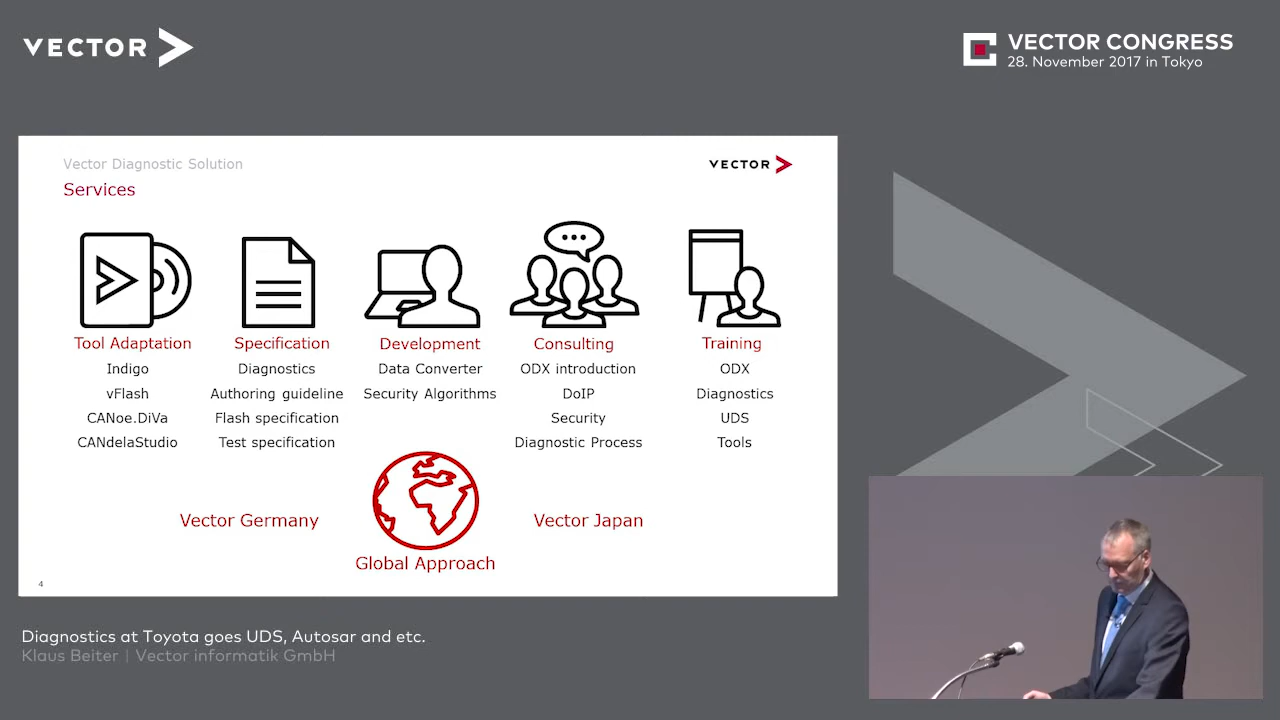 VECTOR
VECTOR CONGRESS
28. November 2017 in Tokyo
Vector Diagnostic Solution
VECTOR
Services
Tool Adaptation
Indigo
vFlash
CANoe.DiVa
CANdelaStudio
Specification
Diagnostics
Authoring guideline
Flash specification
Test specification
Development
Data Converter
Security Algorithms
Consulting
ODX introduction
DoIP
Security
Diagnostic Process
Training
ODX
Diagnostics
UDS
Tools
Vector Germany
Vector Japan
Global Approach
4
Diagnostics at Toyota goes UDS, Autosar and etc.
Klaus Beiter | Vector informatik GmbH